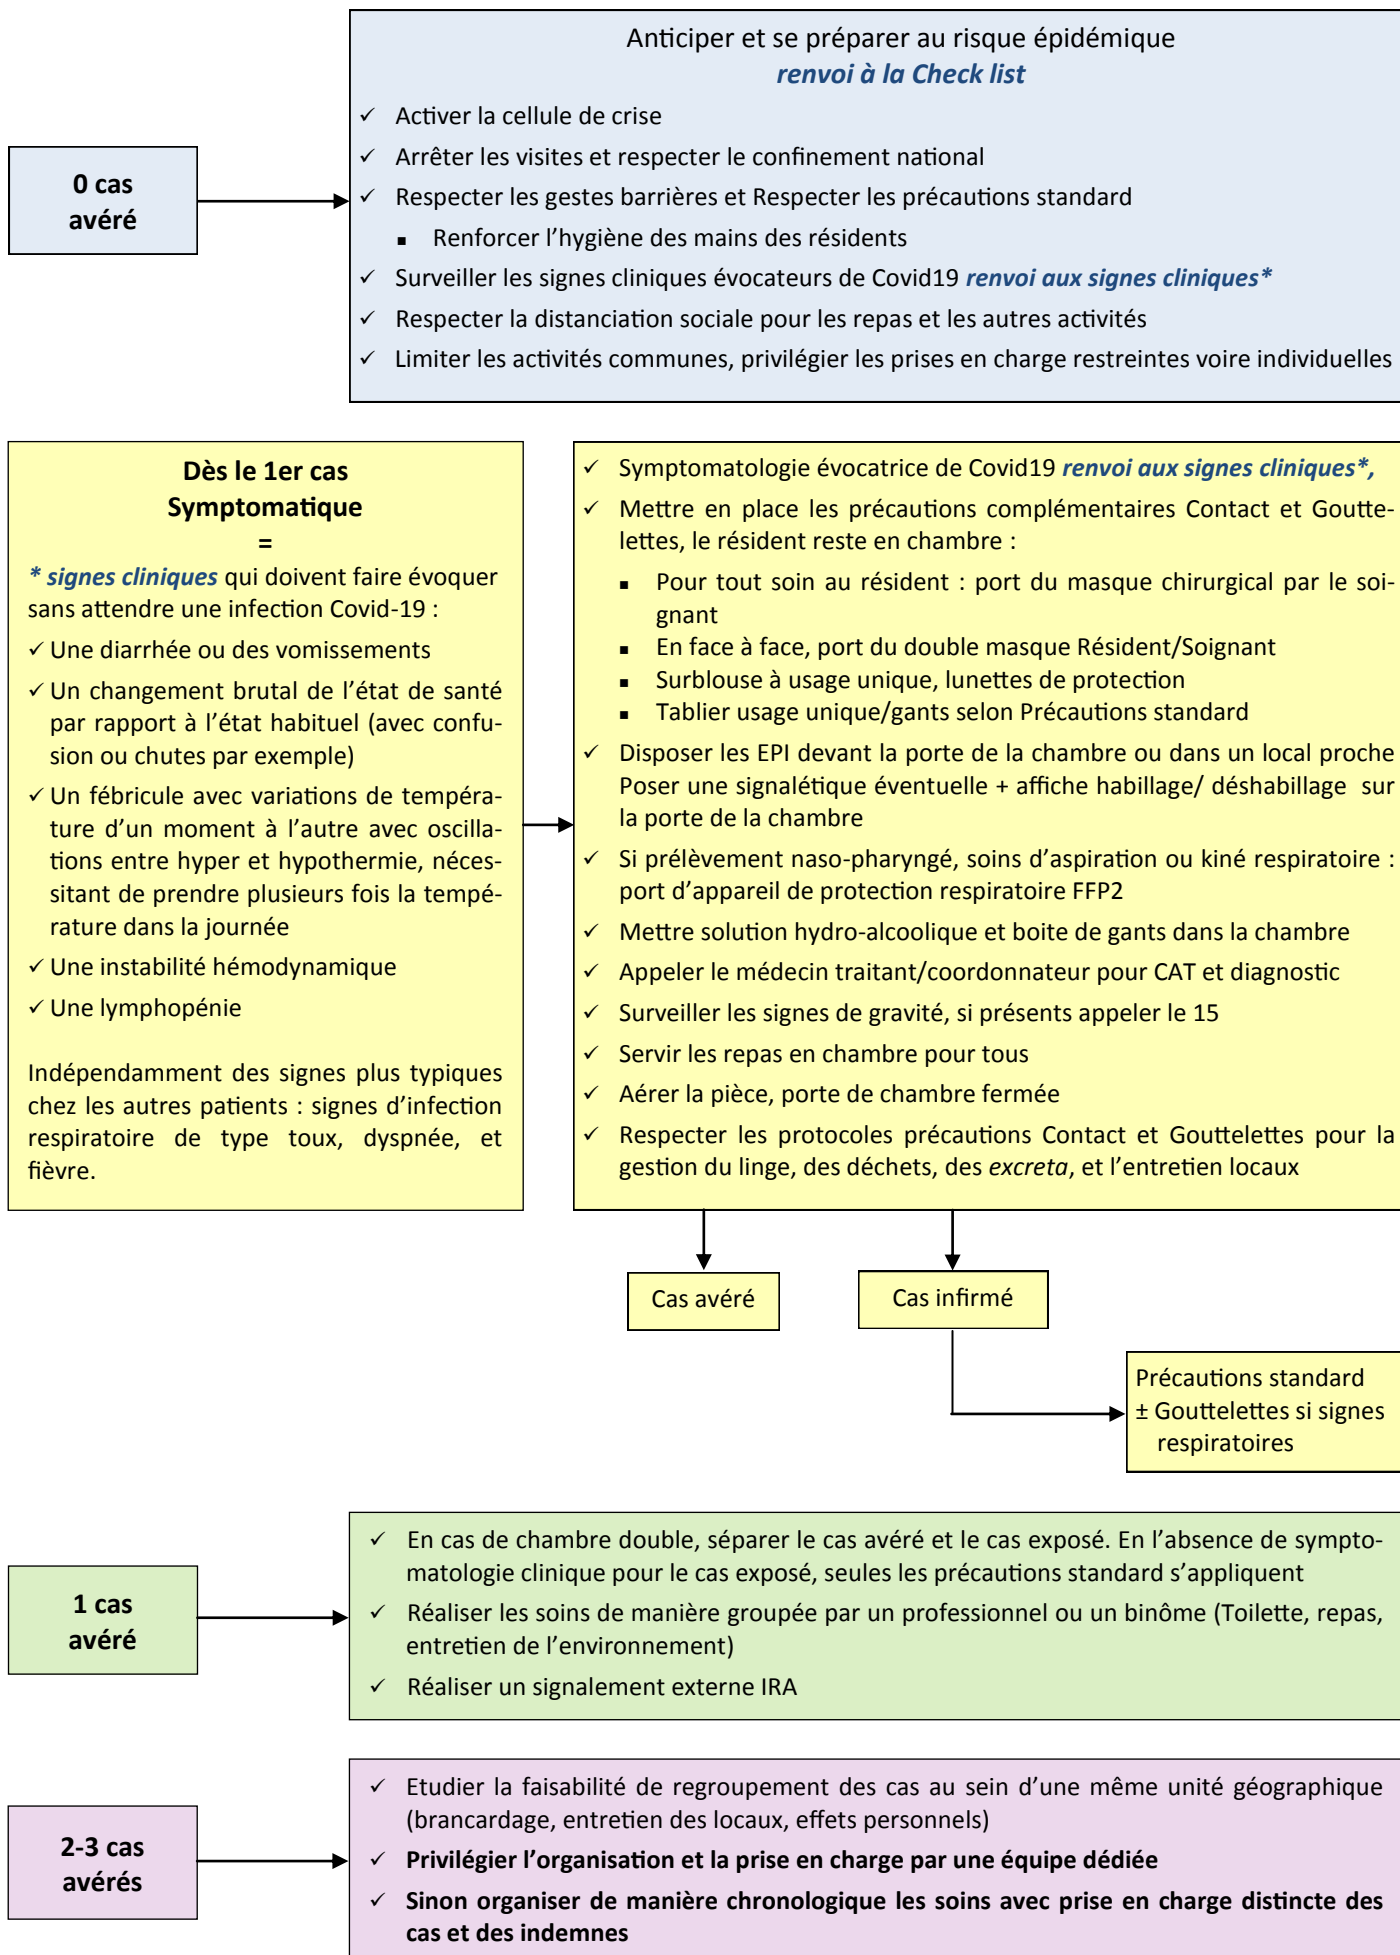 Anticiper et se préparer au risque épidémique
renvoi à la Check list
✓ Activer la cellule de crise
✓ Arrêter les visites et respecter le confinement national
0 cas
avéré
✓ Respecter les gestes barrières et Respecter les précautions standard
▪ Renforcer l’hygiène des mains des résidents
✓ Surveiller les signes cliniques évocateurs de Covid19 renvoi aux signes cliniques*
✓ Respecter la distanciation sociale pour les repas et les autres activités
✓ Limiter les activités communes, privilégier les prises en charge restreintes voire individuelles
Dès le 1er cas
Symptomatique
=
* signes cliniques qui doivent faire évoquer
sans attendre une infection Covid-19 :
✓ Une diarrhée ou des vomissements
✓ Un changement brutal de l’état de santé
par rapport à l’état habituel (avec confu-
sion ou chutes par exemple)
✓ Un fébricule avec variations de tempéra-
ture d’un moment à l’autre avec oscilla-
tions entre hyper et hypothermie, néces-
sitant de prendre plusieurs fois la tempé-
rature dans la journée
✓ Une instabilité hémodynamique
✓ Une lymphopénie
Indépendamment des signes plus typiques
chez les autres patients : signes d’infection
respiratoire de type toux, dyspnée, et
fièvre.
✓ Symptomatologie évocatrice de Covid19 renvoi aux signes cliniques*,
✓ Mettre en place les précautions complémentaires Contact et Goutte-
lettes, le résident reste en chambre :
▪ Pour tout soin au résident : port du masque chirurgical par le soi-
gnant
▪ En face à face, port du double masque Résident/Soignant
▪ Surblouse à usage unique, lunettes de protection
▪ Tablier usage unique/gants selon Précautions standard
✓ Disposer les EPI devant la porte de la chambre ou dans un local proche
Poser une signalétique éventuelle + affiche habillage/ déshabillage sur
la porte de la chambre
✓ Si prélèvement naso-pharyngé, soins d’aspiration ou kiné respiratoire :
port d’appareil de protection respiratoire FFP2
✓ Mettre solution hydro-alcoolique et boite de gants dans la chambre
✓ Appeler le médecin traitant/coordonnateur pour CAT et diagnostic
✓ Surveiller les signes de gravité, si présents appeler le 15
✓ Servir les repas en chambre pour tous
✓ Aérer la pièce, porte de chambre fermée
✓ Respecter les protocoles précautions Contact et Gouttelettes pour la
gestion du linge, des déchets, des excreta, et l’entretien locaux
Cas avéré
Cas infirmé
Précautions standard
± Gouttelettes si signes
respiratoires
1 cas
avéré
✓ En cas de chambre double, séparer le cas avéré et le cas exposé. En l’absence de sympto-
matologie clinique pour le cas exposé, seules les précautions standard s’appliquent
✓ Réaliser les soins de manière groupée par un professionnel ou un binôme (Toilette, repas,
entretien de l’environnement)
✓ Réaliser un signalement externe IRA
2-3 cas
avérés
✓ Etudier la faisabilité de regroupement des cas au sein d’une même unité géographique
(brancardage, entretien des locaux, effets personnels)
✓ Privilégier l’organisation et la prise en charge par une équipe dédiée
✓ Sinon organiser de manière chronologique les soins avec prise en charge distincte des
cas et des indemnes